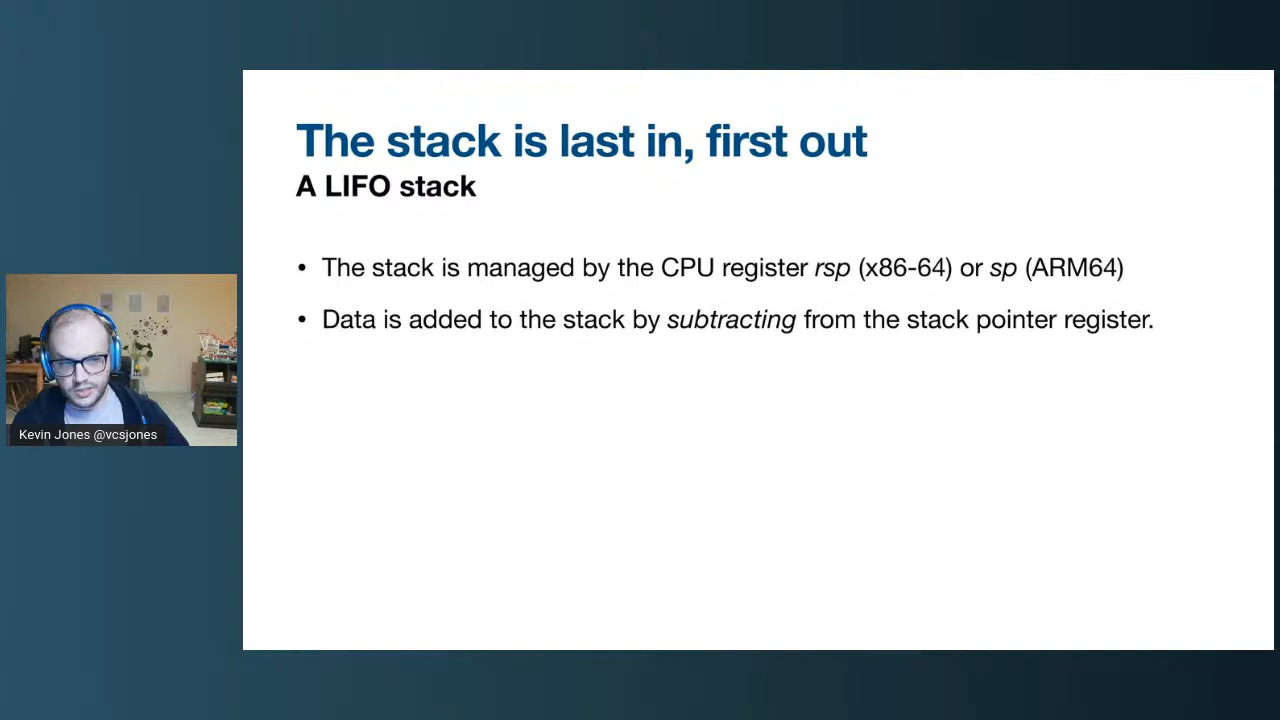 The stack is last in, first out
A LIFO stack
• The stack is managed by the CPU register rsp (x86-64) or sp (ARM64)
• Data is added to the stack by subtracting from the stack pointer register.
Kevin Jones @vcsjones